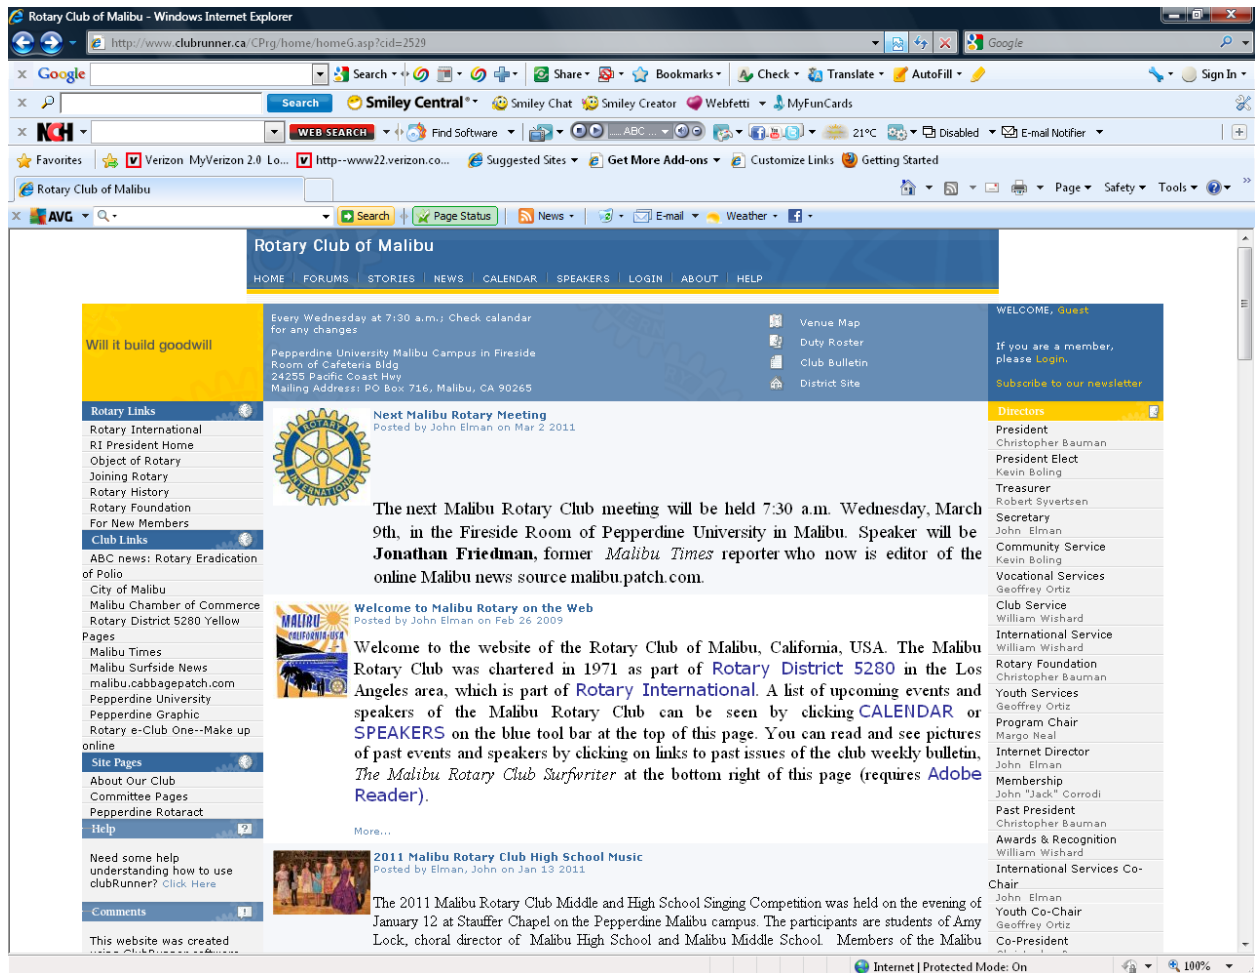 Rotary Club of Malibu - Windows Internet Explorer
http://www.clubrunner.ca/CPrg/home/homeG.asp?cid=2529
Google
X Google Search Share Bookmarks Check Translate AutoFill Sign In
X Search Smiley Central Smiley Chat Smiley Creator Webfetti MyFunCards
X NCH WEB SEARCH Find Software ..... ABC ... 21°C Disabled E-mail Notifier
Favorites Verizon MyVerizon 2.0 Lo... http--www22.verizon.co... Suggested Sites Get More Add-ons Customize Links Getting Started
Rotary Club of Malibu Page Safety Tools
X AVG Search Page Status News E-mail Weather
Rotary Club of Malibu
HOME FORUMS STORIES NEWS CALENDAR SPEAKERS LOGIN ABOUT HELP
Will it build goodwill
Every Wednesday at 7:30 a.m.; Check calandar
for any changes
Pepperdine University Malibu Campus in Fireside
Room of Cafeteria Bldg
24255 Pacific Coast Hwy
Mailing Address: PO Box 716, Malibu, CA 90265
Venue Map
Duty Roster
Club Bulletin
District Site
WELCOME, Guest
If you are a member,
please Login.
Subscribe to our newsletter
Rotary Links
Rotary International
RI President Home
Object of Rotary
Joining Rotary
Rotary History
Rotary Foundation
For New Members
Club Links
ABC news: Rotary Eradication
of Polio
City of Malibu
Malibu Chamber of Commerce
Rotary District 5280 Yellow
Pages
Malibu Times
Malibu Surfside News
malibu.cabbagepatch.com
Pepperdine University
Pepperdine Graphic
Rotary e-Club One--Make up
online
Site Pages
About Our Club
Committee Pages
Pepperdine Rotaract
Help
Need some help
understanding how to use
clubRunner? Click Here
Comments
This website was created
using ClubRunner software
ROTARY
INTERNATIONAL
Next Malibu Rotary Meeting
Posted by John Elman on Mar 2 2011
The next Malibu Rotary Club meeting will be held 7:30 a.m. Wednesday, March
9th, in the Fireside Room of Pepperdine University in Malibu. Speaker will be
Jonathan Friedman, former Malibu Times reporter who now is editor of the
online Malibu news source malibu.patch.com.
MALIBU
CALIFORNIA-USA
Welcome to Malibu Rotary on the Web
Posted by John Elman on Feb 26 2009
Welcome to the website of the Rotary Club of Malibu, California, USA. The Malibu
Rotary Club was chartered in 1971 as part of Rotary District 5280 in the Los
Angeles area, which is part of Rotary International. A list of upcoming events and
speakers of the Malibu Rotary Club can be seen by clicking CALENDAR or
SPEAKERS on the blue tool bar at the top of this page. You can read and see pictures
of past events and speakers by clicking on links to past issues of the club weekly bulletin,
The Malibu Rotary Club Surfwriter at the bottom right of this page (requires Adobe
Reader).
More...
2011 Malibu Rotary Club High School Music
Posted by Elman, John on Jan 13 2011
The 2011 Malibu Rotary Club Middle and High School Singing Competition was held on the evening of
January 12 at Stauffer Chapel on the Pepperdine Malibu campus. The participants are students of Amy
Lock, choral director of Malibu High School and Malibu Middle School. Members of the Malibu
Directors
President
Christopher Bauman
President Elect
Kevin Boling
Treasurer
Robert Syvertsen
Secretary
John Elman
Community Service
Kevin Boling
Vocational Services
Geoffrey Ortiz
Club Service
William Wishard
International Service
William Wishard
Rotary Foundation
Christopher Bauman
Youth Services
Geoffrey Ortiz
Program Chair
Margo Neal
Internet Director
John Elman
Membership
John "Jack" Corrodi
Past President
Christopher Bauman
Awards & Recognition
William Wishard
International Services Co-
Chair
John Elman
Youth Co-Chair
Geoffrey Ortiz
Co-President
Internet | Protected Mode: On
100%